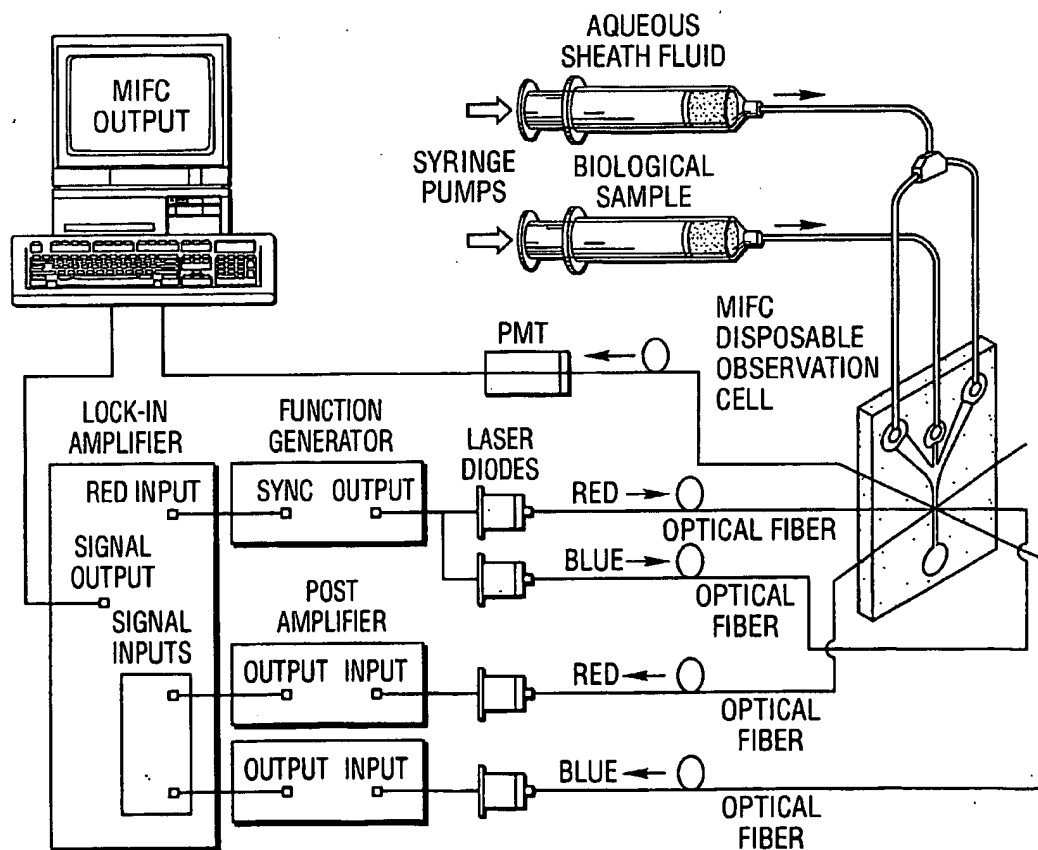 AQUEOUS
SHEATH FLUID
MIFC
OUTPUT
SYRINGE
PUMPS
BIOLOGICAL
SAMPLE
MIFC
DISPOSABLE
OBSERVATION
CELL
PMT
LOCK-IN
AMPLIFIER
FUNCTION
GENERATOR
LASER
DIODES
RED INPUT
SYNC OUTPUT
RED
OPTICAL FIBER
SIGNAL
OUTPUT
BLUE
OPTICAL
FIBER
SIGNAL
INPUTS
POST
AMPLIFIER
OUTPUT INPUT
RED
OPTICAL
FIBER
OUTPUT INPUT
BLUE
OPTICAL
FIBER